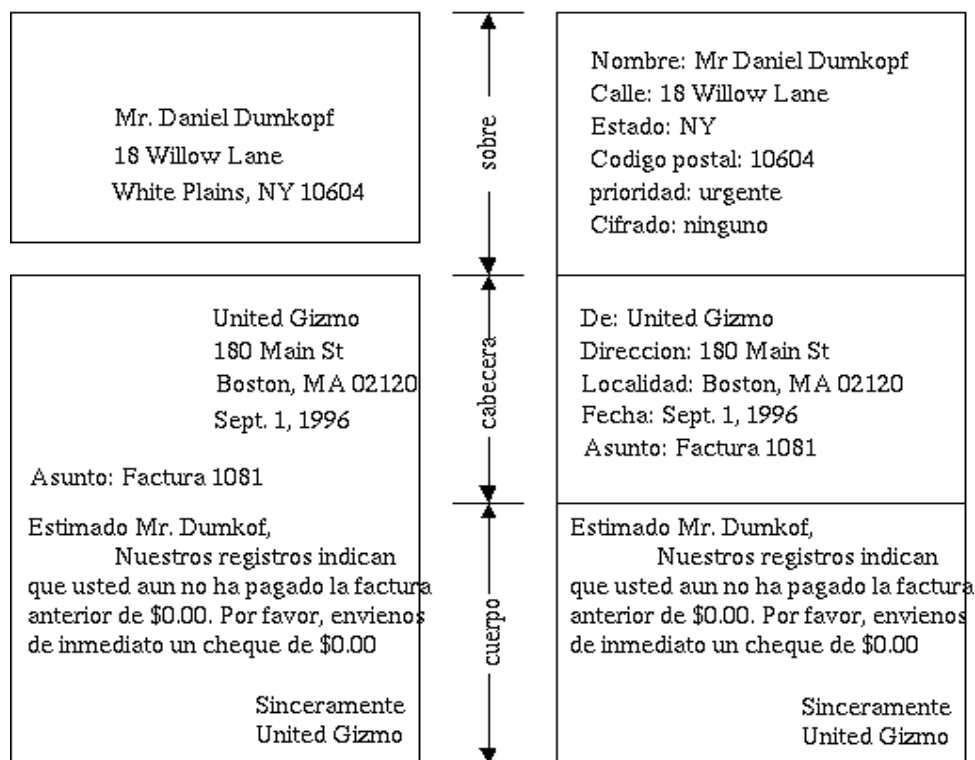 Mr. Daniel Dumkopf
18 Willow Lane
White Plains, NY 10604
United Gizmo
180 Main St
Boston, MA 02120
Sept. 1, 1996
Asunto: Factura 1081
Estimado Mr. Dumkof,
Nuestros registros indican
que usted aun no ha pagado la factura
anterior de $0.00. Por favor, envienos
de inmediato un cheque de $0.00
Sinceramente
United Gizmo
sobre
cabecera
cuerpo
Nombre: Mr Daniel Dumkopf
Calle: 18 Willow Lane
Estado: NY
Codigo postal: 10604
prioridad: urgente
Cifrado: ninguno
De: United Gizmo
Direccion: 180 Main St
Localidad: Boston, MA 02120
Fecha: Sept. 1, 1996
Asunto: Factura 1081
Estimado Mr. Dumkof,
Nuestros registros indican
que usted aun no ha pagado la factura
anterior de $0.00. Por favor, envienos
de inmediato un cheque de $0.00
Sinceramente
United Gizmo